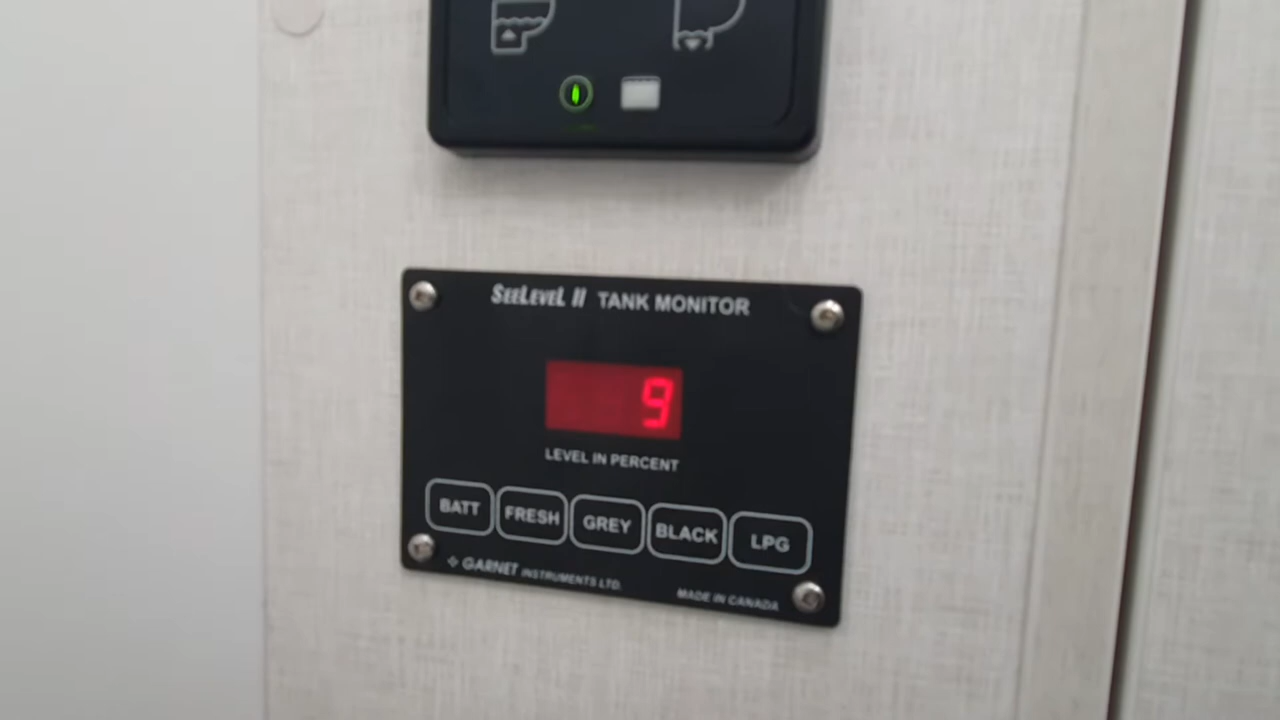 SEELEVEL II TANK MONITOR
9
LEVEL IN PERCENT
BATT FRESH GREY BLACK LPG
GARNET INSTRUMENTS LTD. MADE IN CANADA